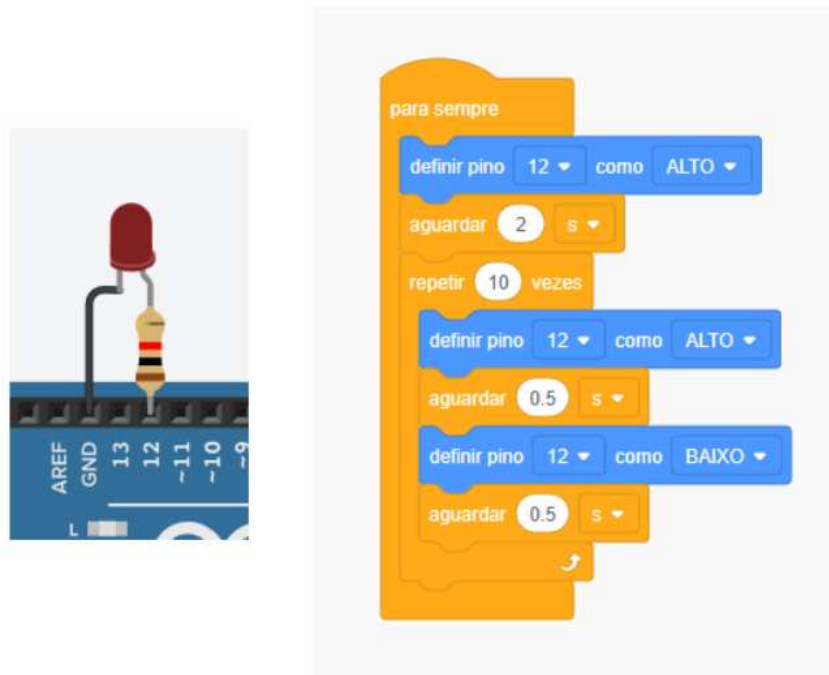 para sempre
definir pino 12 como ALTO
aguardar 2 s
repetir 10 vezes
definir pino 12 como ALTO
aguardar 0.5 s
definir pino 12 como BAIXO
aguardar 0.5 s
AREF
GND
13
12
~11
~10
~9
L